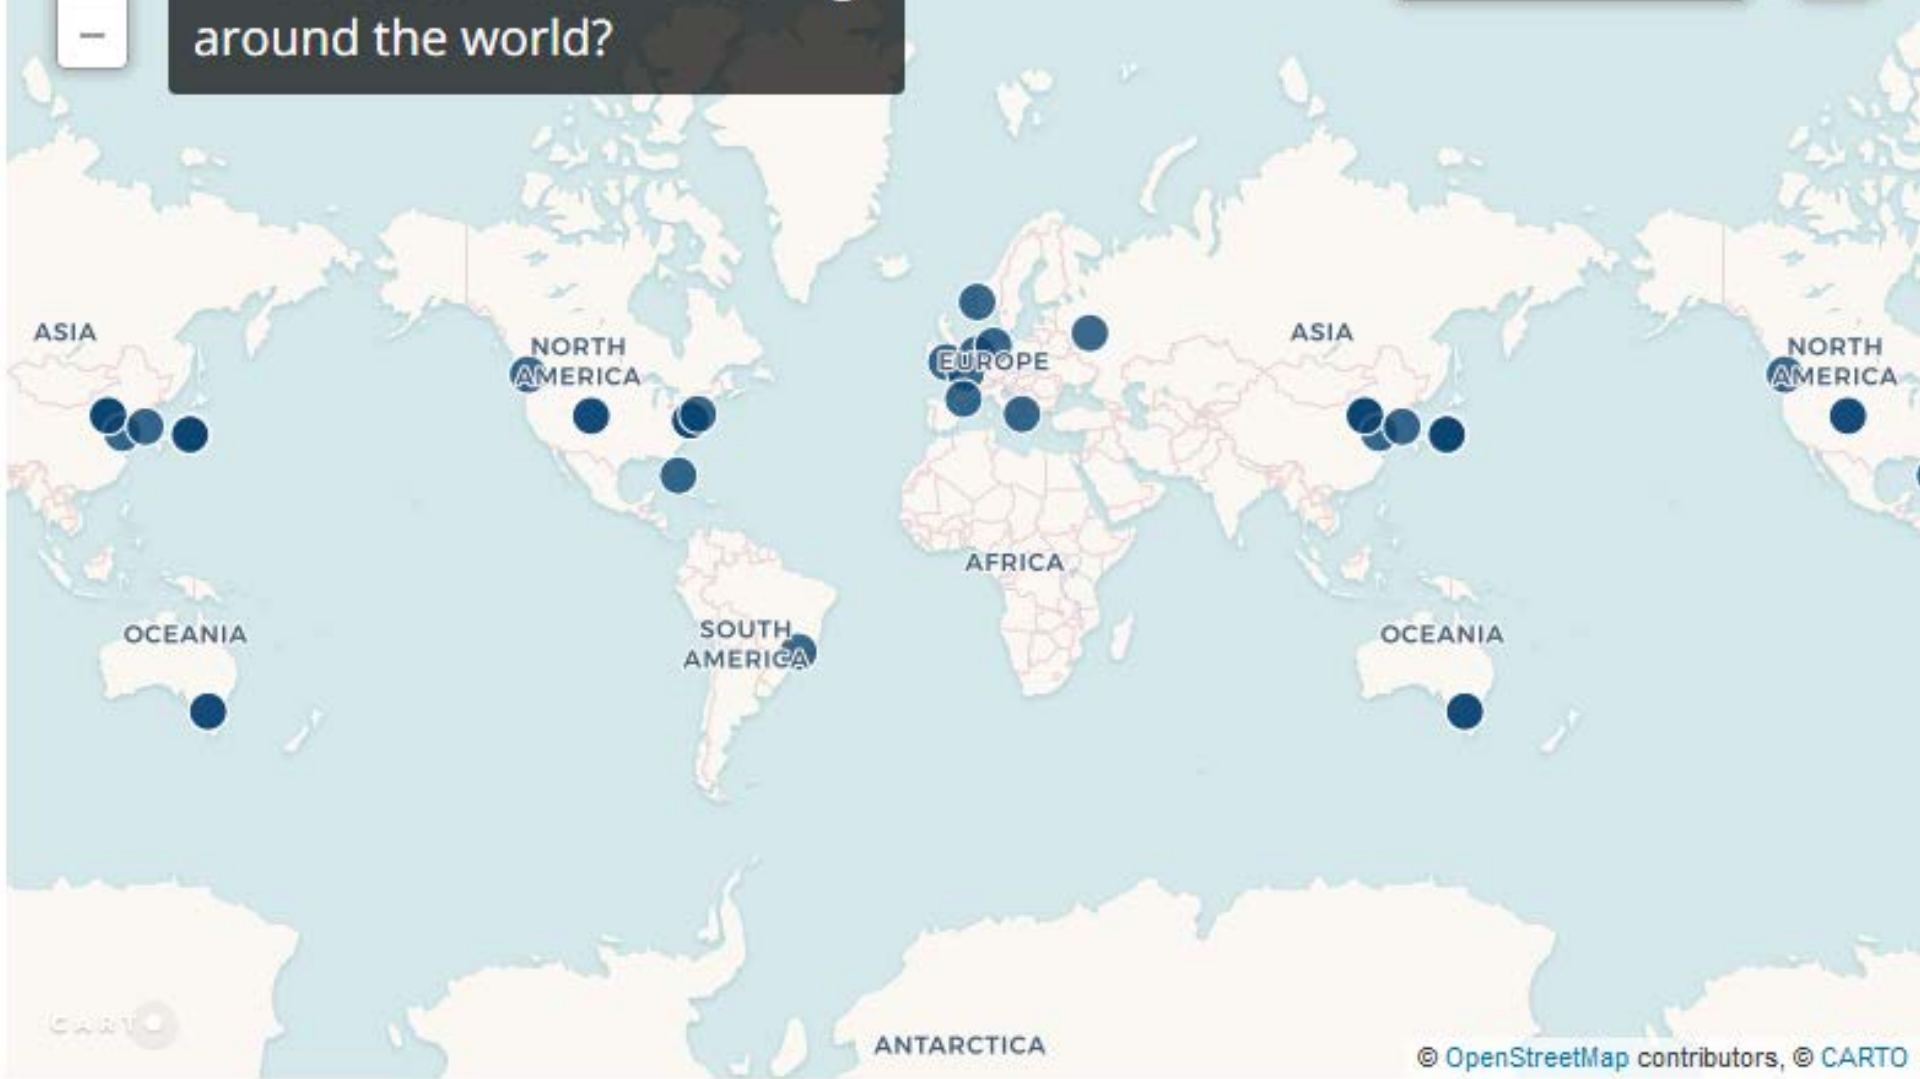 around the world?
ASIA
NORTH
AMERICA
EUROPE
ASIA
NORTH
AMERICA
AFRICA
OCEANIA
SOUTH
AMERICA
OCEANIA
CARTO
ANTARCTICA
© OpenStreetMap contributors, © CARTO